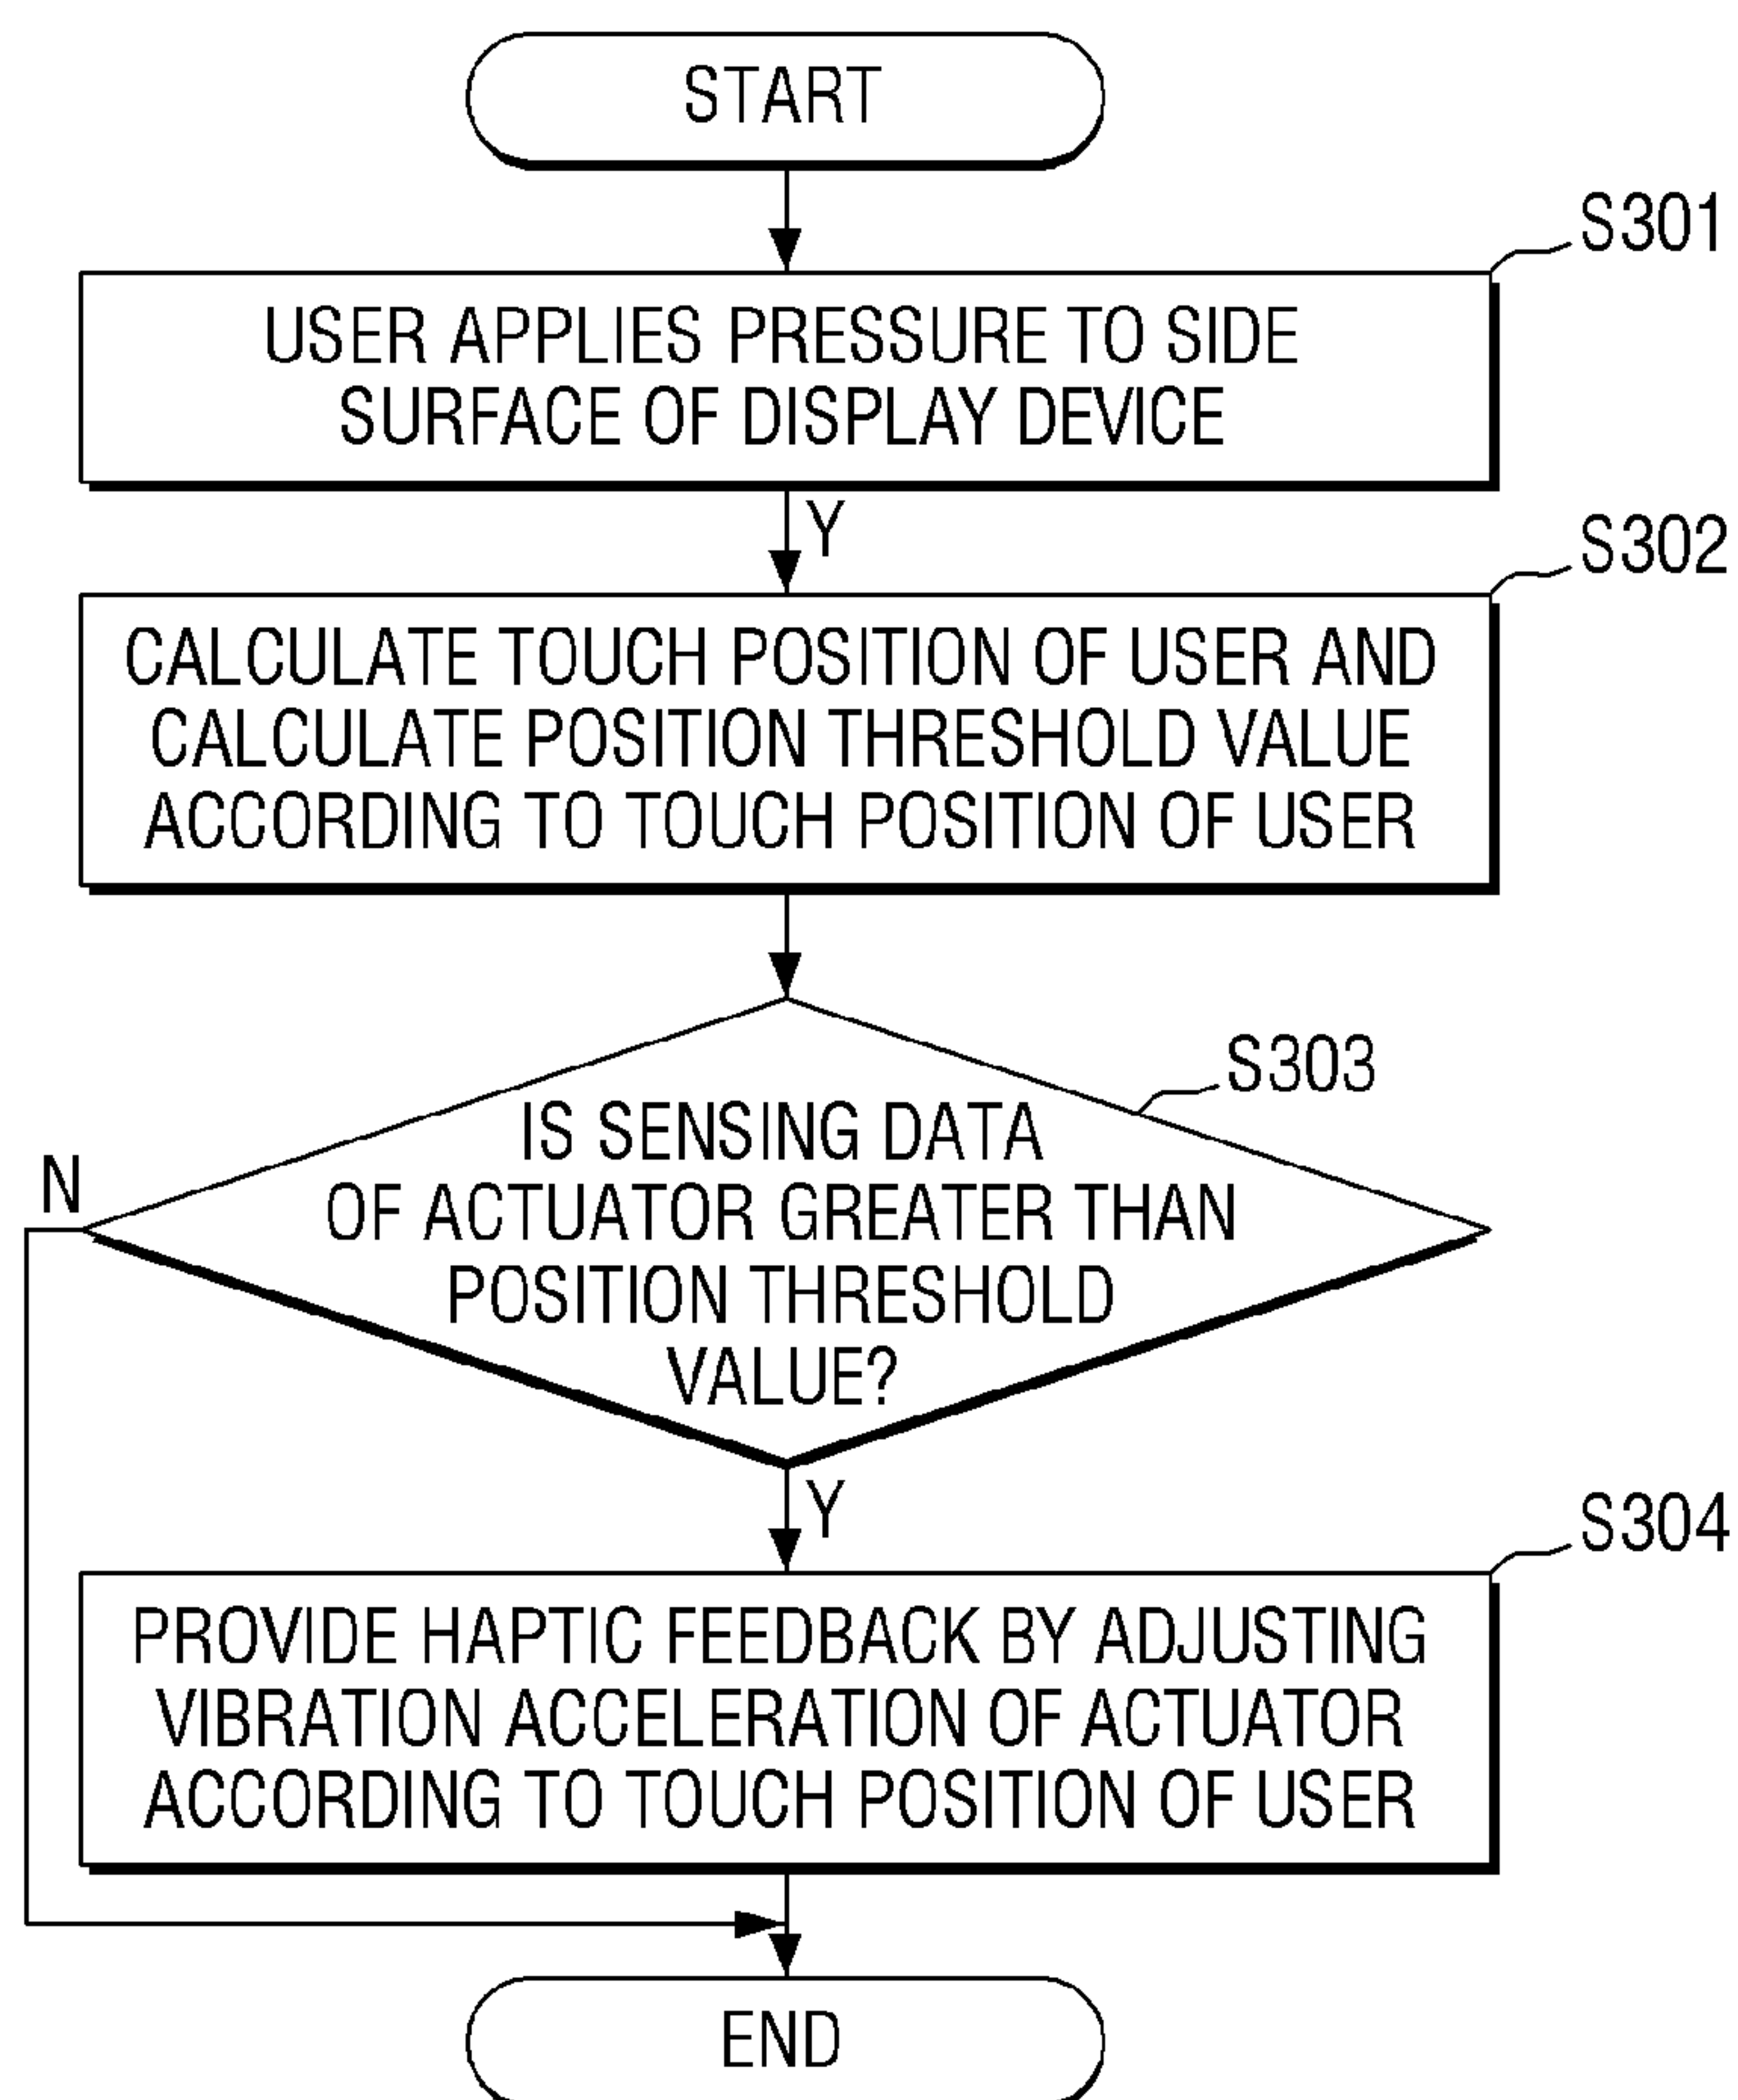 START
S301
USER APPLIES PRESSURE TO SIDE
SURFACE OF DISPLAY DEVICE
Y
S302
CALCULATE TOUCH POSITION OF USER AND
CALCULATE POSITION THRESHOLD VALUE
ACCORDING TO TOUCH POSITION OF USER
S303
IS SENSING DATA
OF ACTUATOR GREATER THAN
POSITION THRESHOLD
VALUE?
N
Y
S304
PROVIDE HAPTIC FEEDBACK BY ADJUSTING
VIBRATION ACCELERATION OF ACTUATOR
ACCORDING TO TOUCH POSITION OF USER
END